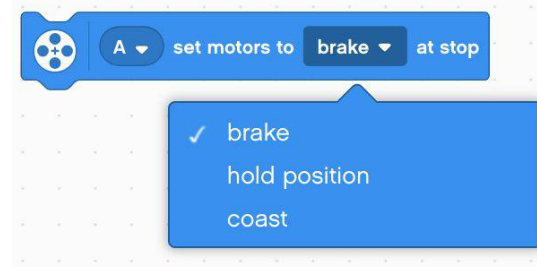 A set motors to brake at stop
brake
hold position
coast